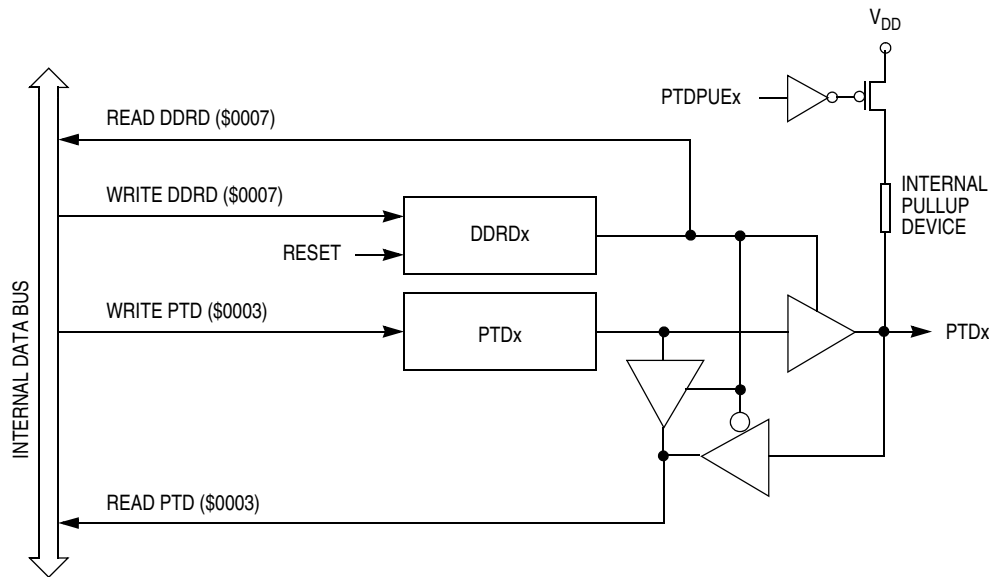 VDD
PTDPUEx
READ DDRD ($0007)
WRITE DDRD ($0007)
INTERNAL
PULLUP
DEVICE
DDRDx
RESET
WRITE PTD ($0003)
PTDx
PTDx
INTERNAL DATA BUS
READ PTD ($0003)